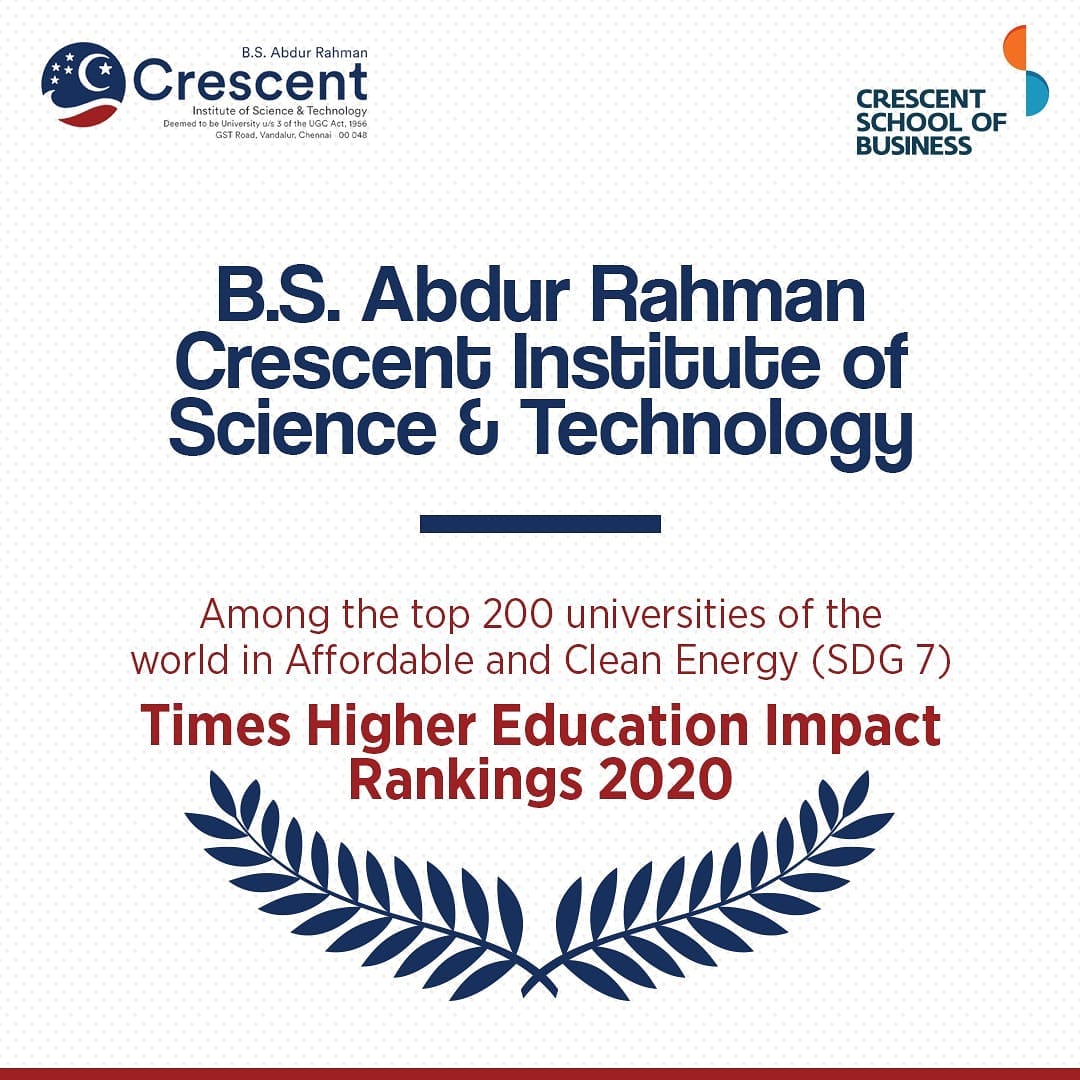 B.S. Abdur Rahman
Crescent
Institute of Science & Technology
Deemed to be University u/s 3 of the UGC Act, 1956
GST Road, Vandalur, Chennai 00 048
CRESCENT
SCHOOL OF
BUSINESS
B.S. Abdur Rahman
Crescent Institute of
Science & Technology
Among the top 200 universities of the
world in Affordable and Clean Energy (SDG 7)
Times Higher Education Impact
Rankings 2020